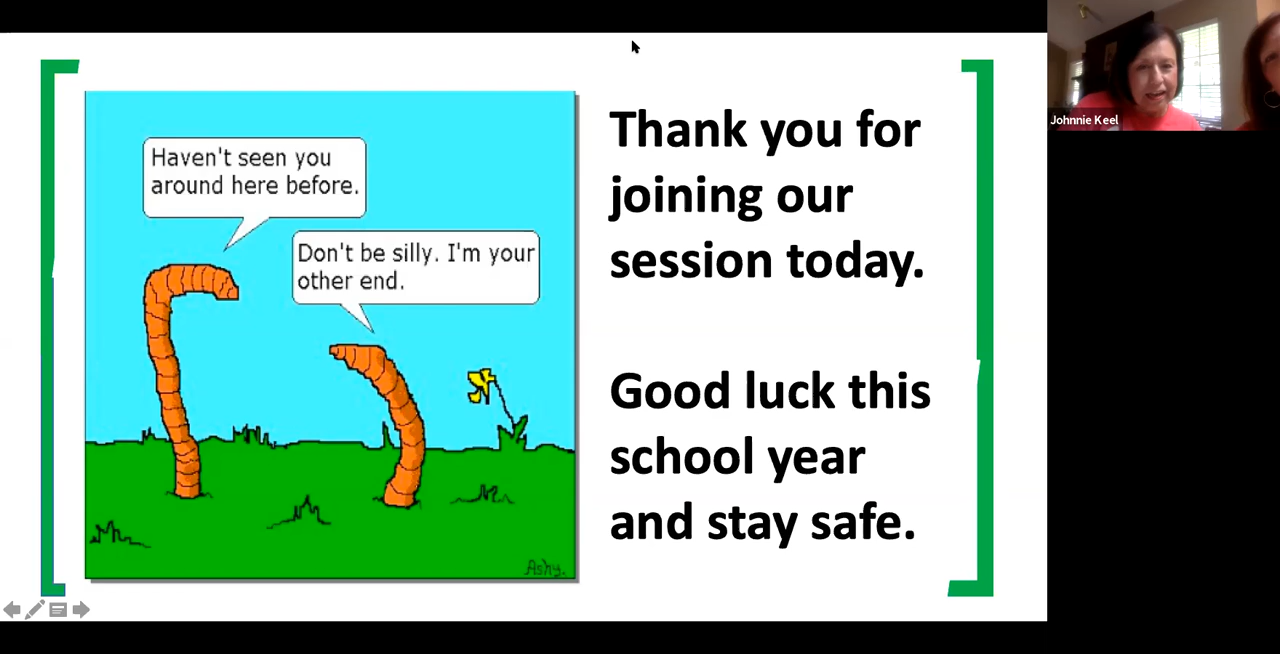 Haven't seen you
around here before.
Don't be silly. I'm your
other end.
Ashy.
Thank you for
joining our
session today.
Good luck this
school year
and stay safe.
Johnnie Keel